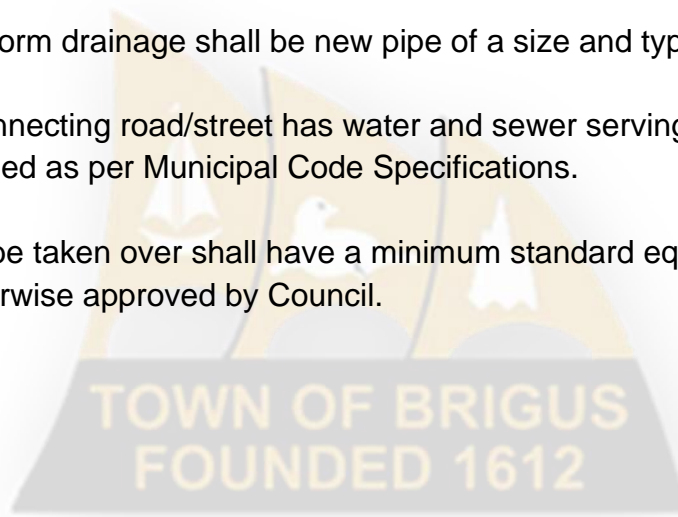 orm drainage shall be new pipe of a size and typ
nnecting road/street has water and sewer serving
ed as per Municipal Code Specifications.
be taken over shall have a minimum standard eq
rwise approved by Council.
TOWN OF BRIGUS
FOUNDED 1612